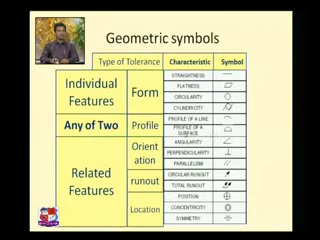 Geometric symbols
Type of Tolerance Characteristic Symbol
Individual Features
Form
STRAIGHTNESS
FLATNESS
CIRCULARITY
CYLINDRICITY
Any of Two
Profile
PROFILE OF A LINE
PROFILE OF A
SURFACE
Related Features
Orient
ation
ANGULARITY
PERPENDICULARITY
PARALLELISM
runout
CIRCULAR RUNOUT
TOTAL RUNOUT
Location
POSITION
CONCENTRICITY
SYMMETRY